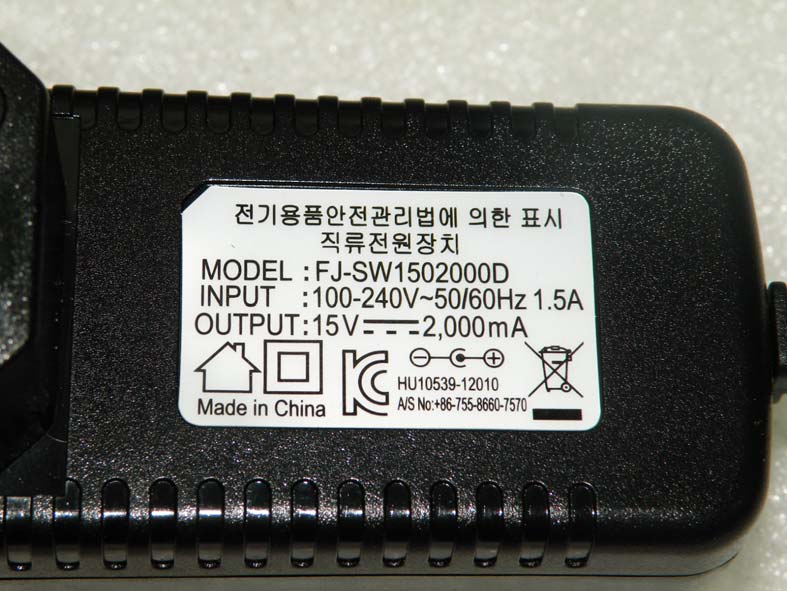 전기용품안전관리법에 의한 표시
직류전원장치
MODEL : FJ-SW1502000D
INPUT : 100-240V~50/60Hz 1.5A
OUTPUT : 15V⎓2,000mA
Made in China
HU10539-12010
A/S No:+86-755-8660-7570